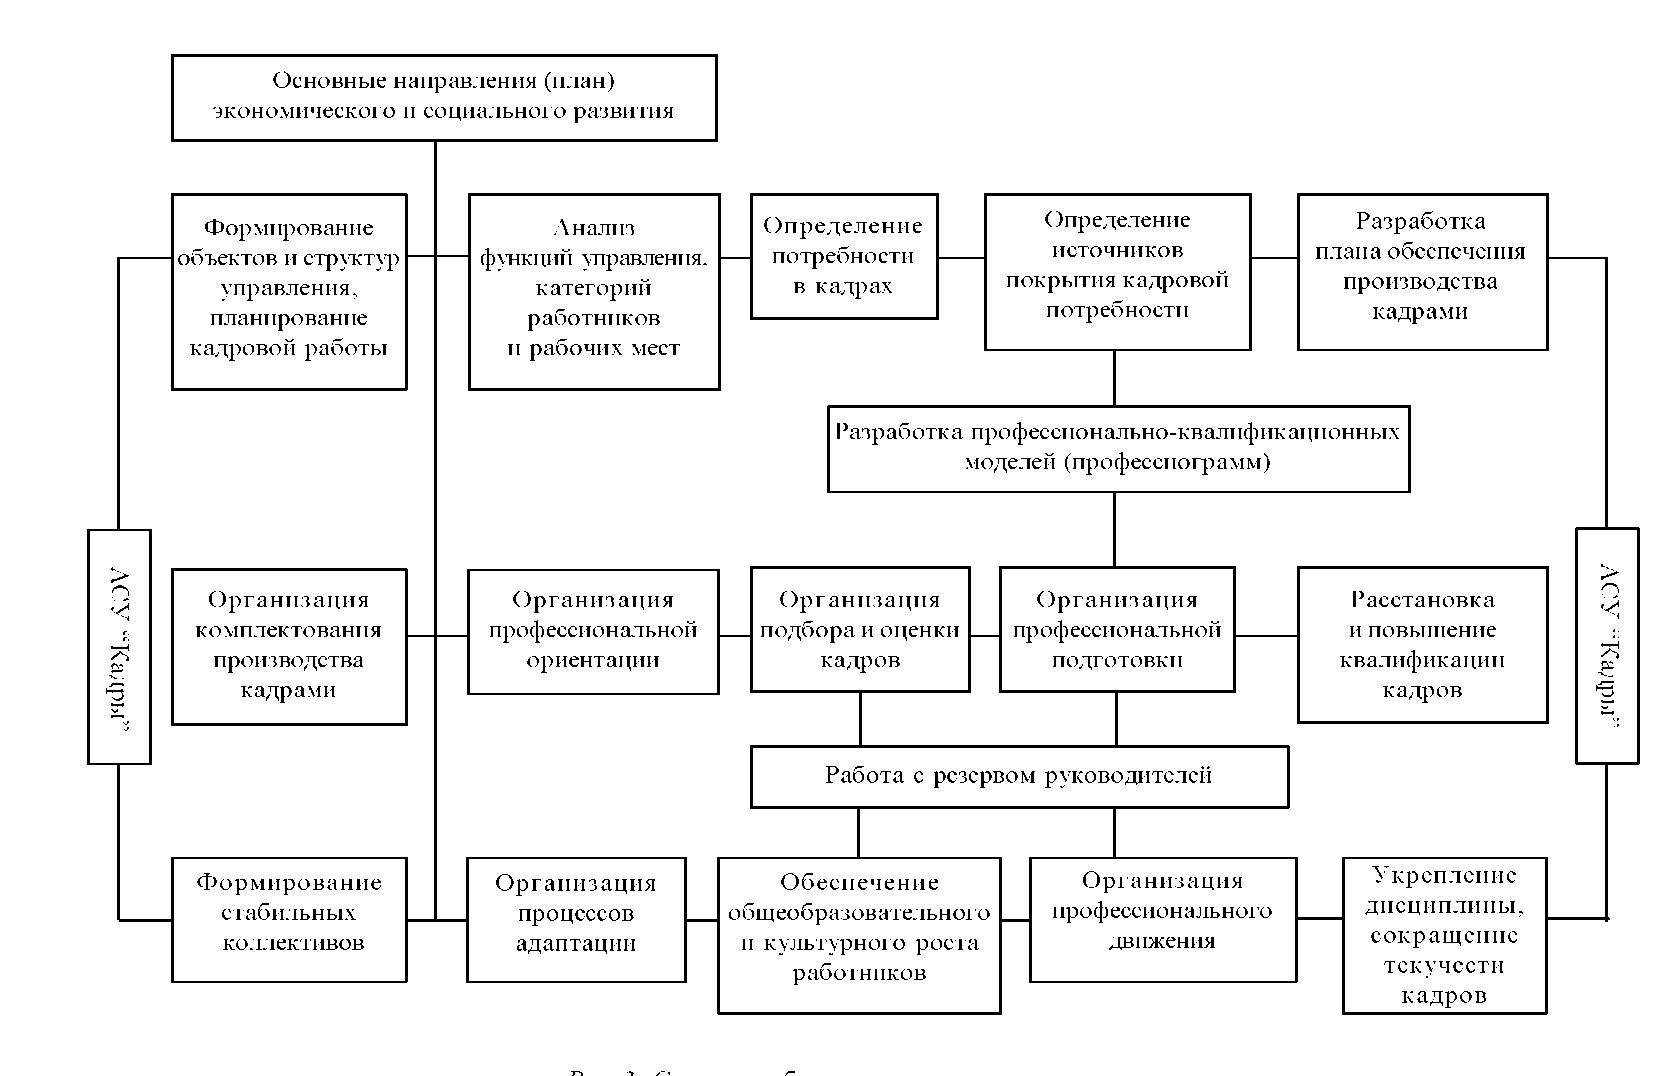 Основные направления (план)
экономического и социального развития
Формирование
объектов и структур
управления,
планирование
кадровой работы
Анализ
функций управления,
категорий
работников
и рабочих мест
Определение
потребности
в кадрах
Определение
источников
покрытия кадровой
потребности
Разработка
плана обеспечения
производства
кадрами
Разработка профессионально-квалификационных
моделей (профессиограмм)
АСУ “Кадры”
Организация
комплектования
производства
кадрами
Организация
профессиональной
ориентации
Организация
подбора и оценки
кадров
Организация
профессиональной
подготовки
Расстановка
и повышение
квалификации
кадров
АСУ “Кадры”
Работа с резервом руководителей
Формирование
стабильных
коллективов
Организация
процессов
адаптации
Обеспечение
общеобразовательного
и культурного роста
работников
Организация
профессионального
движения
Укрепление
дисциплины,
сокращение
текучести
кадров